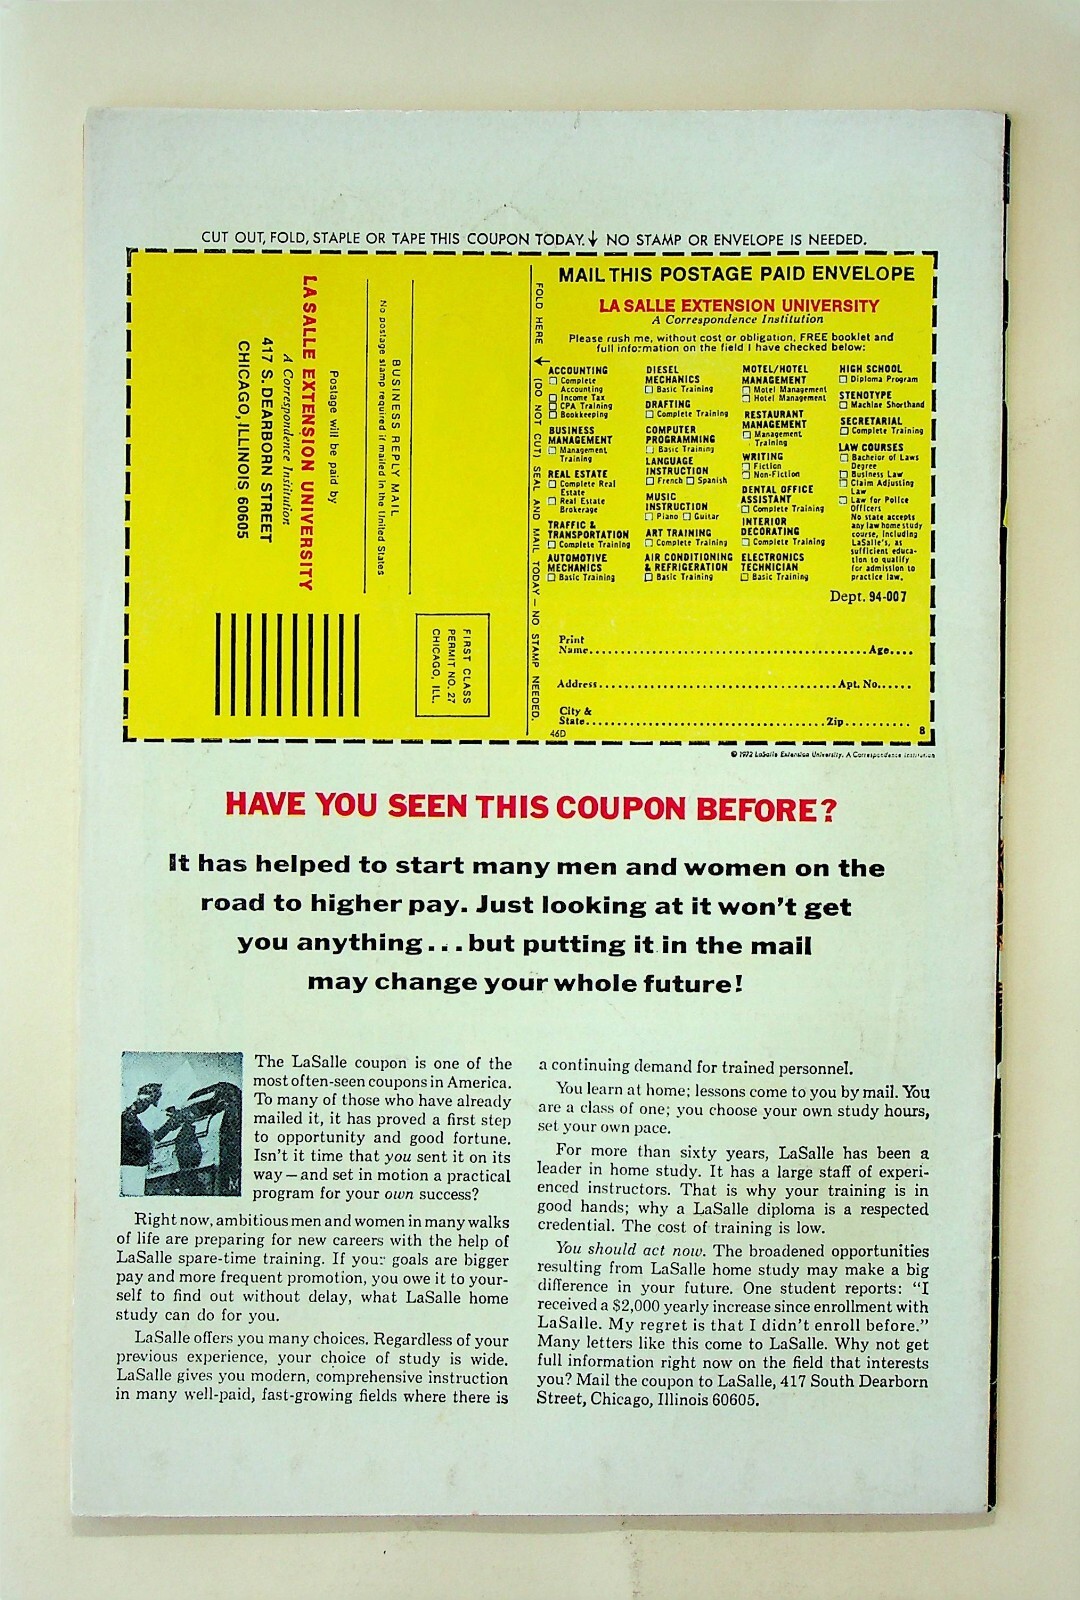 CUT OUT, FOLD, STAPLE OR TAPE THIS COUPON TODAY. ↓ NO STAMP OR ENVELOPE IS NEEDED.
LA SALLE EXTENSION UNIVERSITY
A Correspondence Institution
417 S. DEARBORN STREET
CHICAGO, ILLINOIS 60605
Postage will be paid by
No postage stamp required if mailed in the United States
BUSINESS REPLY MAIL
FIRST CLASS
PERMIT NO. 27
CHICAGO, ILL.
FOLD HERE → (DO NOT CUT) SEAL AND MAIL TODAY – NO STAMP NEEDED.
MAIL THIS POSTAGE PAID ENVELOPE
LA SALLE EXTENSION UNIVERSITY
A Correspondence Institution
Please rush me, without cost or obligation, FREE booklet and
full information on the field I have checked below:
ACCOUNTING
☐ Complete
Accounting
☐ Income Tax
☐ CPA Training
☐ Bookkeeping
BUSINESS
MANAGEMENT
☐ Management
Training
REAL ESTATE
☐ Complete Real
Estate
☐ Real Estate
Brokerage
TRAFFIC &
TRANSPORTATION
☐ Complete Training
AUTOMOTIVE
MECHANICS
☐ Basic Training
DIESEL
MECHANICS
☐ Basic Training
DRAFTING
☐ Complete Training
COMPUTER
PROGRAMMING
☐ Basic Training
LANGUAGE
INSTRUCTION
☐ French ☐ Spanish
MUSIC
INSTRUCTION
☐ Piano ☐ Guitar
ART TRAINING
☐ Complete Training
AIR CONDITIONING
& REFRIGERATION
☐ Basic Training
MOTEL/HOTEL
MANAGEMENT
☐ Motel Management
☐ Hotel Management
RESTAURANT
MANAGEMENT
☐ Management
Training
WRITING
☐ Fiction
☐ Non-Fiction
DENTAL OFFICE
ASSISTANT
☐ Complete Training
INTERIOR
DECORATING
☐ Complete Training
ELECTRONICS
TECHNICIAN
☐ Basic Training
HIGH SCHOOL
☐ Diploma Program
STENOTYPE
☐ Machine Shorthand
SECRETARIAL
☐ Complete Training
LAW COURSES
☐ Bachelor of Laws
Degree
☐ Business Law
☐ Claim Adjusting
Law
☐ Law for Police
Officers
No state accepts
any law home study
course, including
LaSalle's, as
sufficient educa-
tion to qualify
for admission to
practice law.
Dept. 94-007
Print
Name........Age....
Address........Apt. No......
City &
State........Zip..........
46D
8
© 1972 LaSalle Extension University, A Correspondence Institution
HAVE YOU SEEN THIS COUPON BEFORE?
It has helped to start many men and women on the
road to higher pay. Just looking at it won't get
you anything...but putting it in the mail
may change your whole future!
The LaSalle coupon is one of the
most often-seen coupons in America.
To many of those who have already
mailed it, it has proved a first step
to opportunity and good fortune.
Isn't it time that you sent it on its
way – and set in motion a practical
program for your own success?
Right now, ambitious men and women in many walks
of life are preparing for new careers with the help of
LaSalle spare-time training. If your goals are bigger
pay and more frequent promotion, you owe it to your-
self to find out without delay, what LaSalle home
study can do for you.
LaSalle offers you many choices. Regardless of your
previous experience, your choice of study is wide.
LaSalle gives you modern, comprehensive instruction
in many well-paid, fast-growing fields where there is
a continuing demand for trained personnel.
You learn at home; lessons come to you by mail. You
are a class of one; you choose your own study hours,
set your own pace.
For more than sixty years, LaSalle has been a
leader in home study. It has a large staff of experi-
enced instructors. That is why your training is in
good hands; why a LaSalle diploma is a respected
credential. The cost of training is low.
You should act now. The broadened opportunities
resulting from LaSalle home study may make a big
difference in your future. One student reports: "I
received a $2,000 yearly increase since enrollment with
LaSalle. My regret is that I didn't enroll before."
Many letters like this come to LaSalle. Why not get
full information right now on the field that interests
you? Mail the coupon to LaSalle, 417 South Dearborn
Street, Chicago, Illinois 60605.